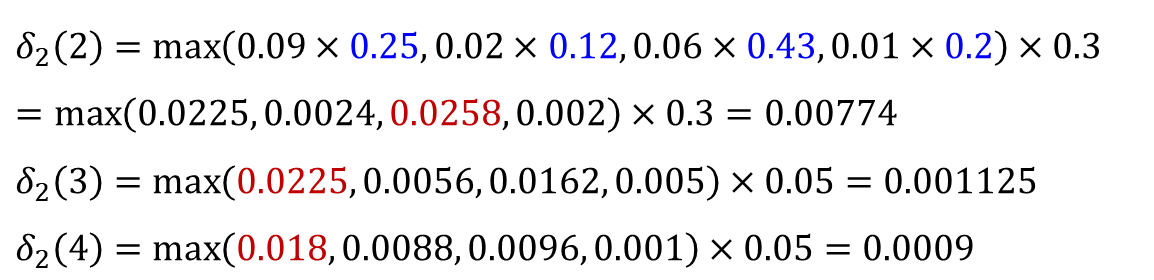 δ₂(2) = max(0.09 × 0.25, 0.02 × 0.12, 0.06 × 0.43, 0.01 × 0.2) × 0.3
= max(0.0225, 0.0024, 0.0258, 0.002) × 0.3 = 0.00774
δ₂(3) = max(0.0225, 0.0056, 0.0162, 0.005) × 0.05 = 0.001125
δ₂(4) = max(0.018, 0.0088, 0.0096, 0.001) × 0.05 = 0.0009